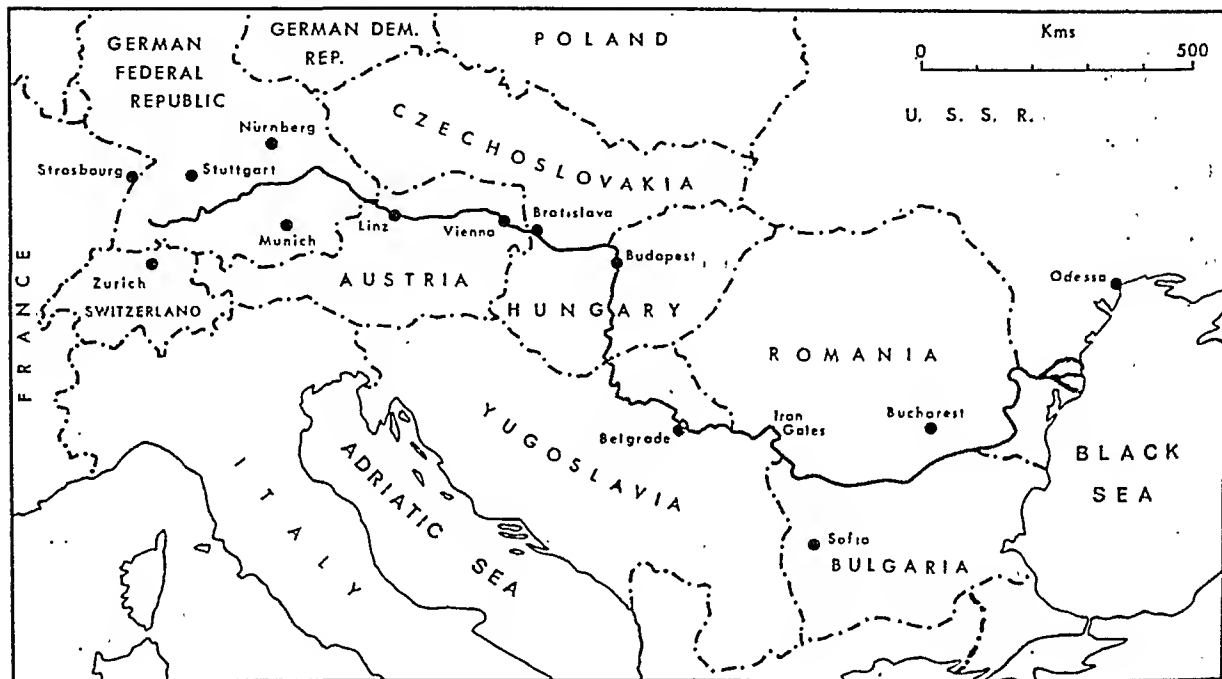 GERMAN
FEDERAL
REPUBLIC
GERMAN DEM.
REP.
POLAND
Kms
0 500
U. S. S. R.
CZECHOSLOVAKIA
Nürnberg
Strasbourg
Stuttgart
Munich
Linz
Vienna
Bratislava
Budapest
Odessa
FRANCE
Zurich
SWITZERLAND
AUSTRIA
HUNGARY
ROMANIA
Iron
Gates
Bucharest
Belgrade
YUGOSLAVIA
ITALY
ADRIATIC SEA
BLACK
SEA
Sofia
BULGARIA